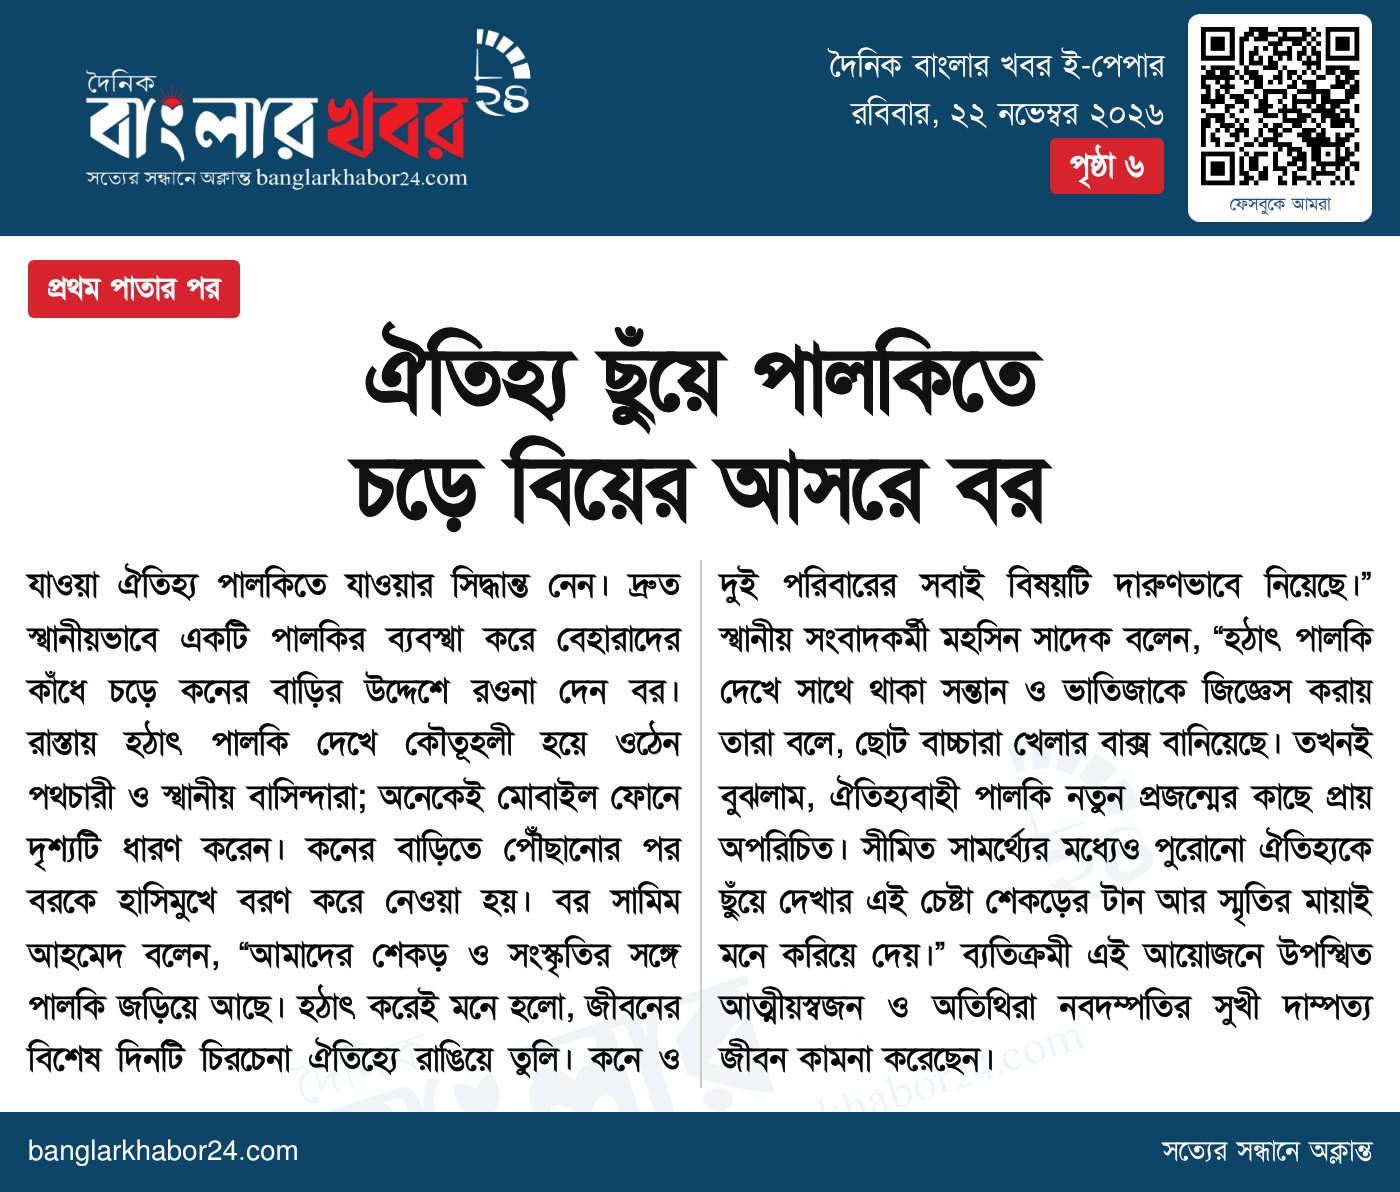 দৈনিক
বাংলার খবর
২৪
সত্যের সন্ধানে অক্লান্ত banglarkhabor24.com
দৈনিক বাংলার খবর ই-পেপার
রবিবার, ২২ নভেম্বর ২০২৬
পৃষ্ঠা ৬
ফেসবুকে আমরা
প্রথম পাতার পর
ঐতিহ্য ছুঁয়ে পালকিতে
চড়ে বিয়ের আসরে বর
যাওয়া ঐতিহ্য পালকিতে যাওয়ার সিদ্ধান্ত নেন। দ্রুত
স্থানীয়ভাবে একটি পালকির ব্যবস্থা করে বেহারাদের
কাঁধে চড়ে কনের বাড়ির উদ্দেশে রওনা দেন বর।
রাস্তায় হঠাৎ পালকি দেখে কৌতূহলী হয়ে ওঠেন
পথচারী ও স্থানীয় বাসিন্দারা; অনেকেই মোবাইল ফোনে
দৃশ্যটি ধারণ করেন। কনের বাড়িতে পৌঁছানোর পর
বরকে হাসিমুখে বরণ করে নেওয়া হয়। বর সামিম
আহমেদ বলেন, “আমাদের শেকড় ও সংস্কৃতির সঙ্গে
পালকি জড়িয়ে আছে। হঠাৎ করেই মনে হলো, জীবনের
বিশেষ দিনটি চিরচেনা ঐতিহ্যে রাঙিয়ে তুলি। কনে ও
দুই পরিবারের সবাই বিষয়টি দারুণভাবে নিয়েছে।”
স্থানীয় সংবাদকর্মী মহসিন সাদেক বলেন, “হঠাৎ পালকি
দেখে সাথে থাকা সন্তান ও ভাতিজাকে জিজ্ঞেস করায়
তারা বলে, ছোট বাচ্চারা খেলার বাক্স বানিয়েছে। তখনই
বুঝলাম, ঐতিহ্যবাহী পালকি নতুন প্রজন্মের কাছে প্রায়
অপরিচিত। সীমিত সামর্থ্যের মধ্যেও পুরোনো ঐতিহ্যকে
ছুঁয়ে দেখার এই চেষ্টা শেকড়ের টান আর স্মৃতির মায়াই
মনে করিয়ে দেয়।” ব্যতিক্রমী এই আয়োজনে উপস্থিত
আত্মীয়স্বজন ও অতিথিরা নবদম্পতির সুখী দাম্পত্য
জীবন কামনা করেছেন।
banglarkhabor24.com
সত্যের সন্ধানে অক্লান্ত